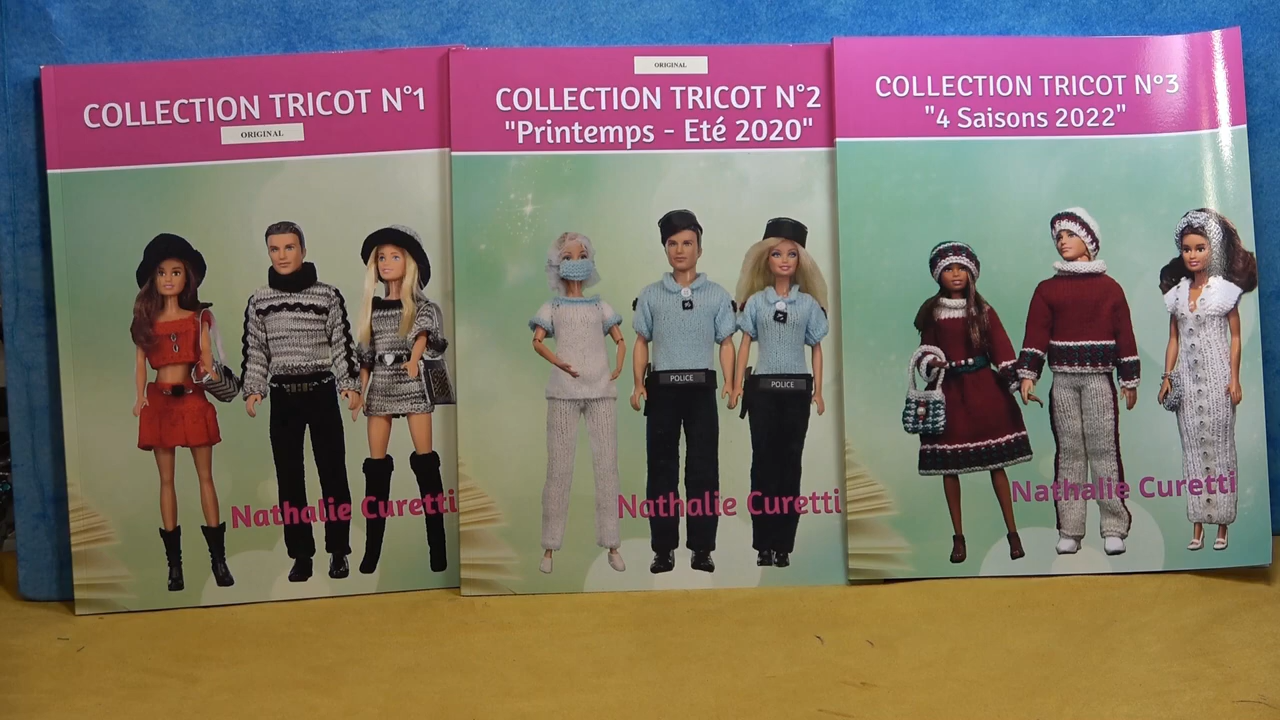 COLLECTION TRICOT N°1
ORIGINAL
Nathalie Curetti
ORIGINAL
COLLECTION TRICOT N°2
"Printemps - Eté 2020"
POLICE
POLICE
Nathalie Curetti
COLLECTION TRICOT N°3
"4 Saisons 2022"
Nathalie Curetti